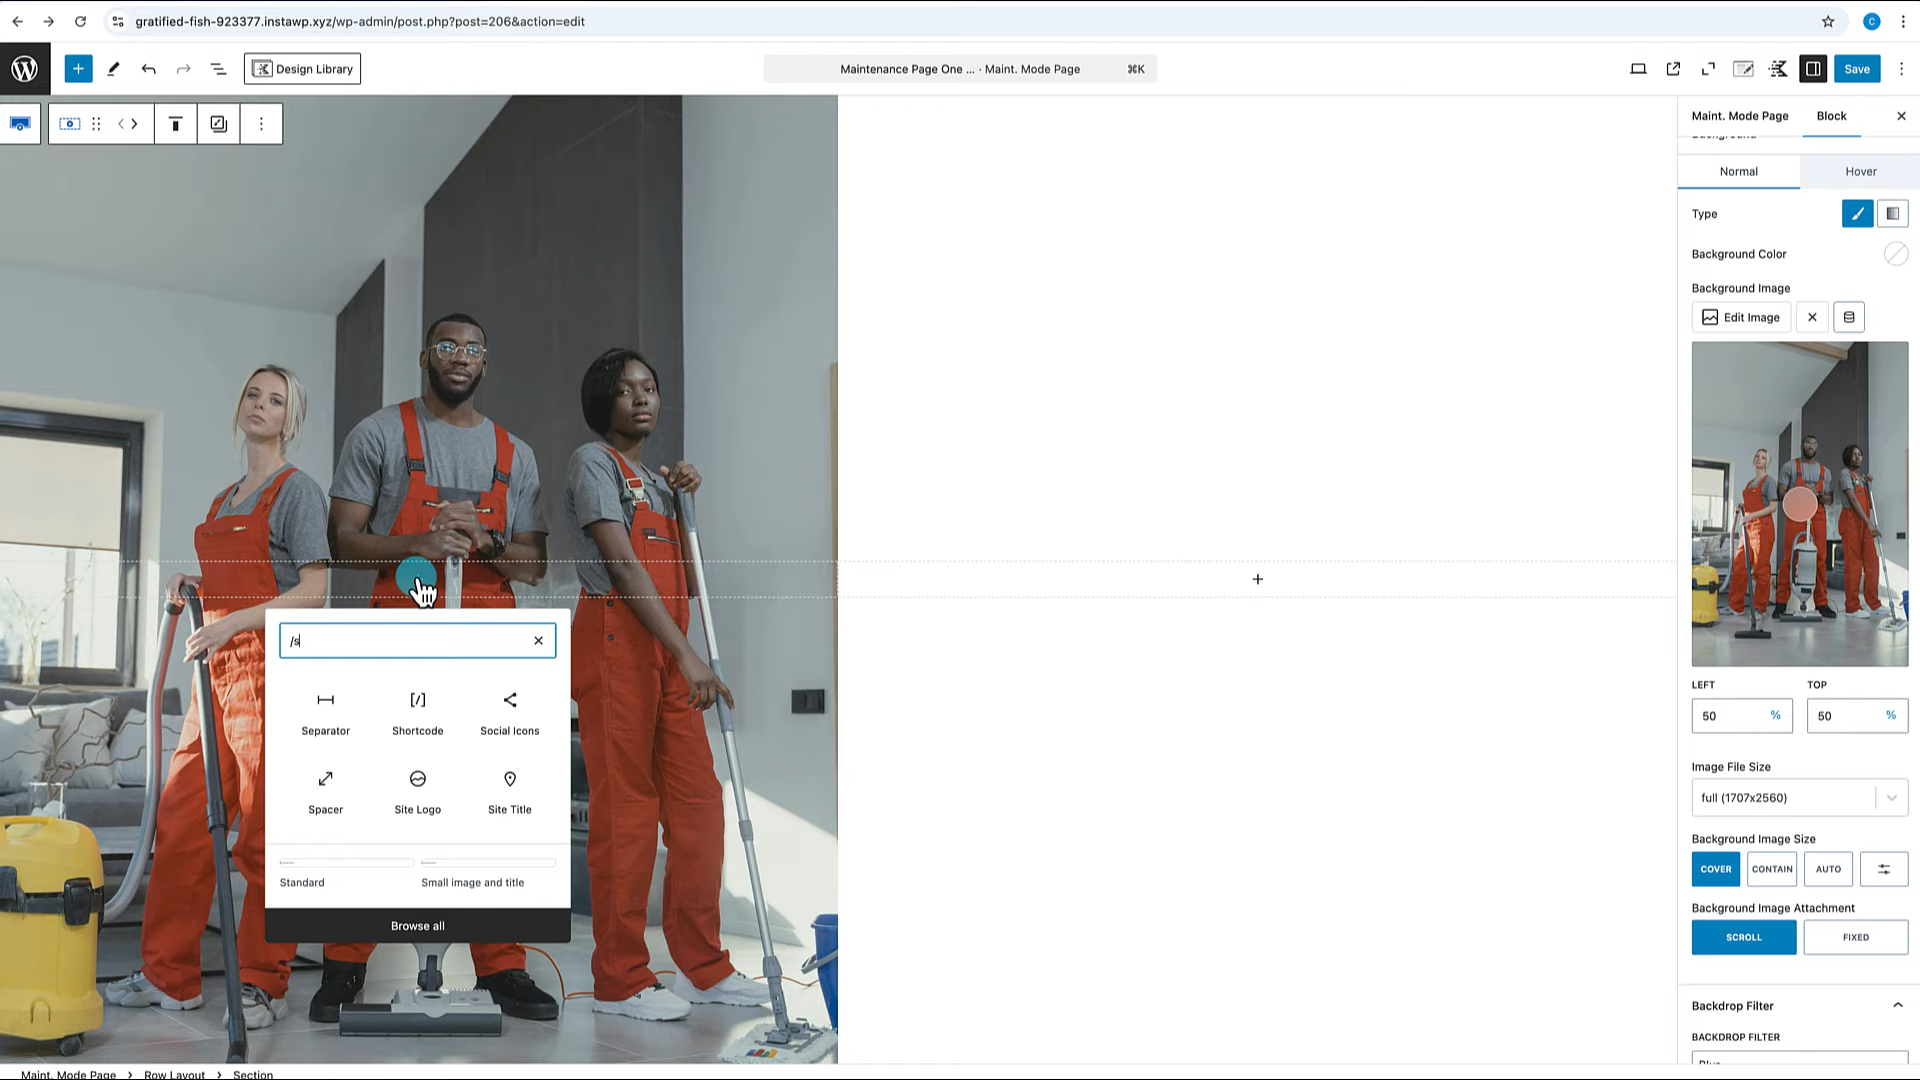 gratified-fish-923377.instawp.xyz/wp-admin/post.php?post=206&action=edit
C
Design Library
Maintenance Page One ... · Maint. Mode Page
⌘K
Save
Maint. Mode Page
Block
Background
Normal
Hover
Type
Background Color
Background Image
Edit Image
LEFT
TOP
50 %
50 %
Image File Size
full (1707x2560)
Background Image Size
COVER
CONTAIN
AUTO
Background Image Attachment
SCROLL
FIXED
Backdrop Filter
BACKDROP FILTER
Blur
/s
Separator
Shortcode
Social Icons
Spacer
Site Logo
Site Title
Standard
Small image and title
Browse all
Maint. Mode Page > Row Layout > Section